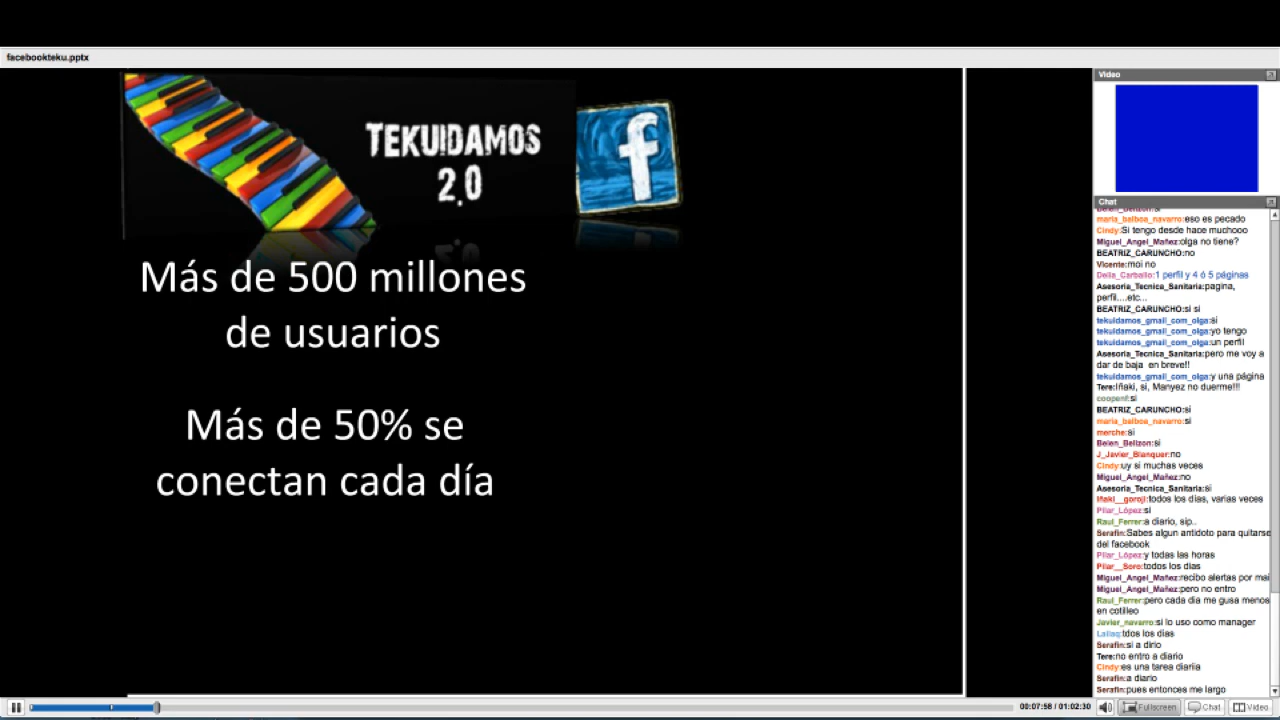 facebookteku.pptx
TEKUIDAMOS
2.0
f
Más de 500 millones
de usuarios
Más de 50% se
conectan cada día
Video
Chat
Belen_Belizon:si
maria_balboa_navarro:eso es pecado
Cindy:Si tengo desde hace muchooo
Miguel_Angel_Mañez:olga no tiene?
BEATRIZ_CARUNCHO:no
Vicente:moi no
Delia_Carballo:1 perfil y 4 ó 5 páginas
Asesoria_Tecnica_Sanitaria:pagina,
perfil....etc...
BEATRIZ_CARUNCHO:si si
tekuidamos_gmail_com_olga:si
tekuidamos_gmail_com_olga:yo tengo
tekuidamos_gmail_com_olga:un perfil
Asesoria_Tecnica_Sanitaria:pero me voy a
dar de baja en breve!!
tekuidamos_gmail_com_olga:y una página
Tere:Iñaki, si, Manyez no duerme!!!
coopenf:si
BEATRIZ_CARUNCHO:si
maria_balboa_navarro:si
merche:si
Belen_Belizon:si
J_Javier_Blanquer:no
Cindy:uy si muchas veces
Miguel_Angel_Mañez:no
Asesoria_Tecnica_Sanitaria:si
Iñaki__goroji:todos los dias, varias veces
Pilar_López:si
Raul_Ferrer:a diario, sip..
Serafin:Sabes algun antidoto para quitarse
del facebook
Pilar_López:y todas las horas
Pilar__Soro:todos los dias
Miguel_Angel_Mañez:recibo alertas por mai
Miguel_Angel_Mañez:pero no entro
Raul_Ferrer:pero cada dia me gusa menos
en cotilleo
Javier_navarro:si lo uso como manager
Lallaq:tdos los dias
Serafin:si a dirio
Tere:no entro a diario
Cindy:es una tarea diariia
Serafin:a diario
Serafin:pues entonces me largo
00:07:58 / 01:02:30
Fullscreen
Chat
Video